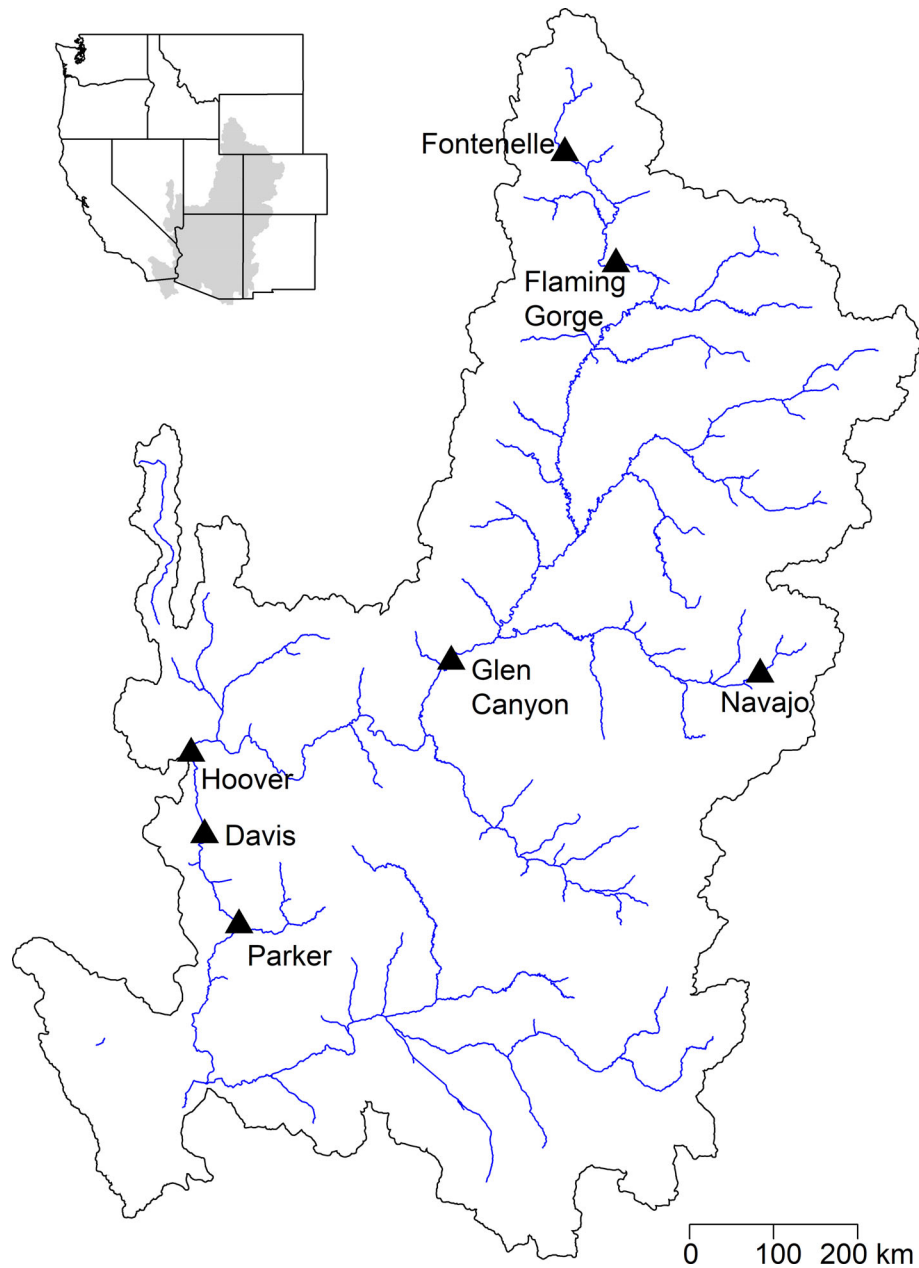 Fontenelle
Flaming
Gorge
Glen
Canyon
Navajo
Hoover
Davis
Parker
0 100 200 km